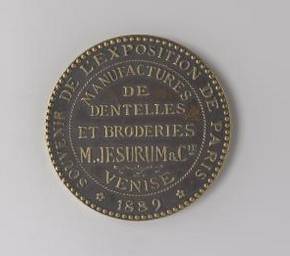 SOUVENIR DE L'EXPOSITION DE PARIS
* 1889 *
MANUFACTURES
DE
DENTELLES
ET BRODERIES
M. JESURUM & Cie
VENISE